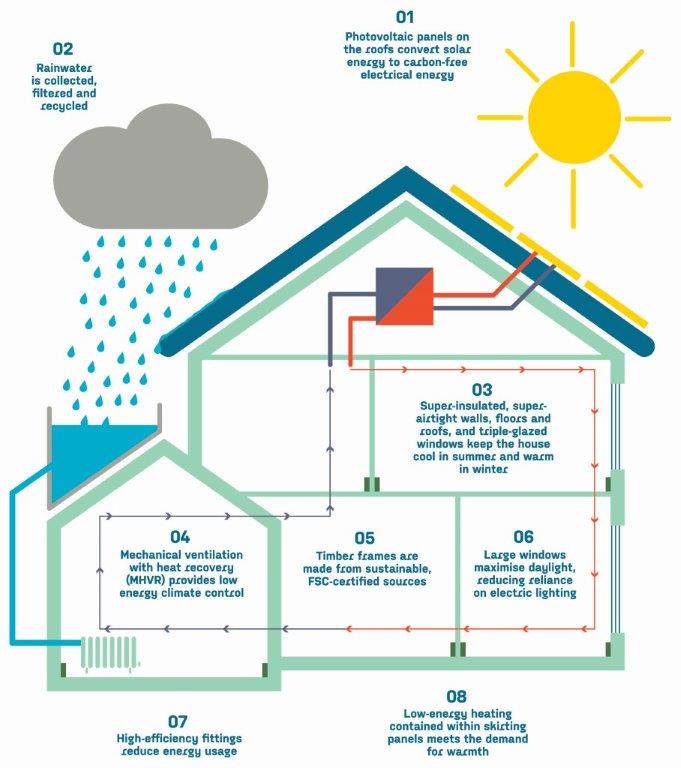 01
Photovoltaic panels on
the roofs convert solar
energy to carbon-free
electrical energy
02
Rainwater
is collected,
filtered and
recycled
03
Super-insulated, super-
airtight walls, floors and
roofs, and triple-glazed
windows keep the house
cool in summer and warm
in winter
04
Mechanical ventilation
with heat recovery
(MHVR) provides low
energy climate control
05
Timber frames are
made from sustainable,
FSC-certified sources
06
Large windows
maximise daylight,
reducing reliance
on electric lighting
07
High-efficiency fittings
reduce energy usage
08
Low-energy heating
contained within skirting
panels meets the demand
for warmth